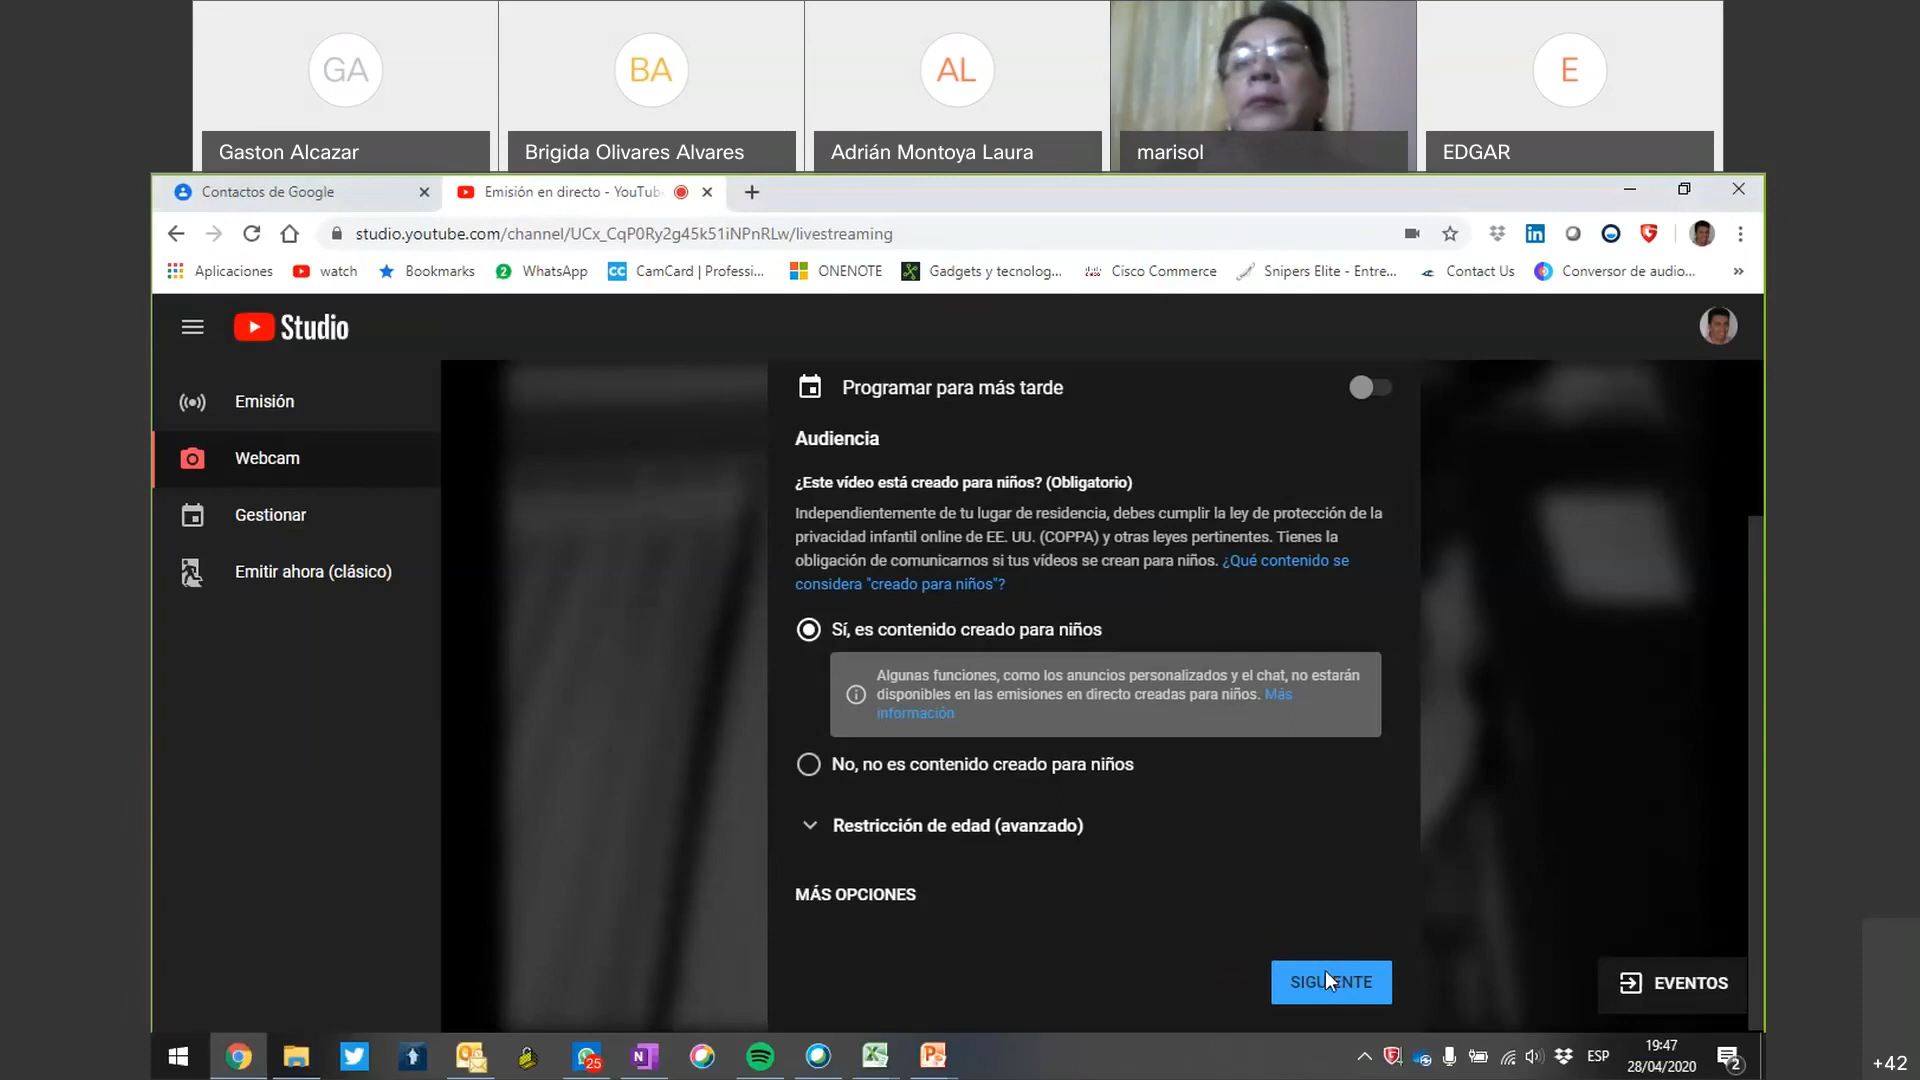 GA
BA
AL
E
Gaston Alcazar
Brigida Olivares Alvares
Adrián Montoya Laura
marisol
EDGAR
Contactos de Google
Emisión en directo - YouTub
studio.youtube.com/channel/UCx_CqP0Ry2g45k51iNPnRLw/livestreaming
Aplicaciones
watch
Bookmarks
2
WhatsApp
CC
CamCard | Professi...
ONENOTE
Gadgets y tecnolog...
Cisco Commerce
Snipers Elite - Entre...
Contact Us
Conversor de audio...
»
Studio
Emisión
Webcam
Gestionar
Emitir ahora (clásico)
Programar para más tarde
Audiencia
¿Este vídeo está creado para niños? (Obligatorio)
Independientemente de tu lugar de residencia, debes cumplir la ley de protección de la
privacidad infantil online de EE. UU. (COPPA) y otras leyes pertinentes. Tienes la
obligación de comunicarnos si tus vídeos se crean para niños. ¿Qué contenido se
considera "creado para niños"?
Sí, es contenido creado para niños
Algunas funciones, como los anuncios personalizados y el chat, no estarán
disponibles en las emisiones en directo creadas para niños. Más
información
No, no es contenido creado para niños
Restricción de edad (avanzado)
MÁS OPCIONES
SIGUIENTE
EVENTOS
25
ESP
19:47
28/04/2020
2
+42